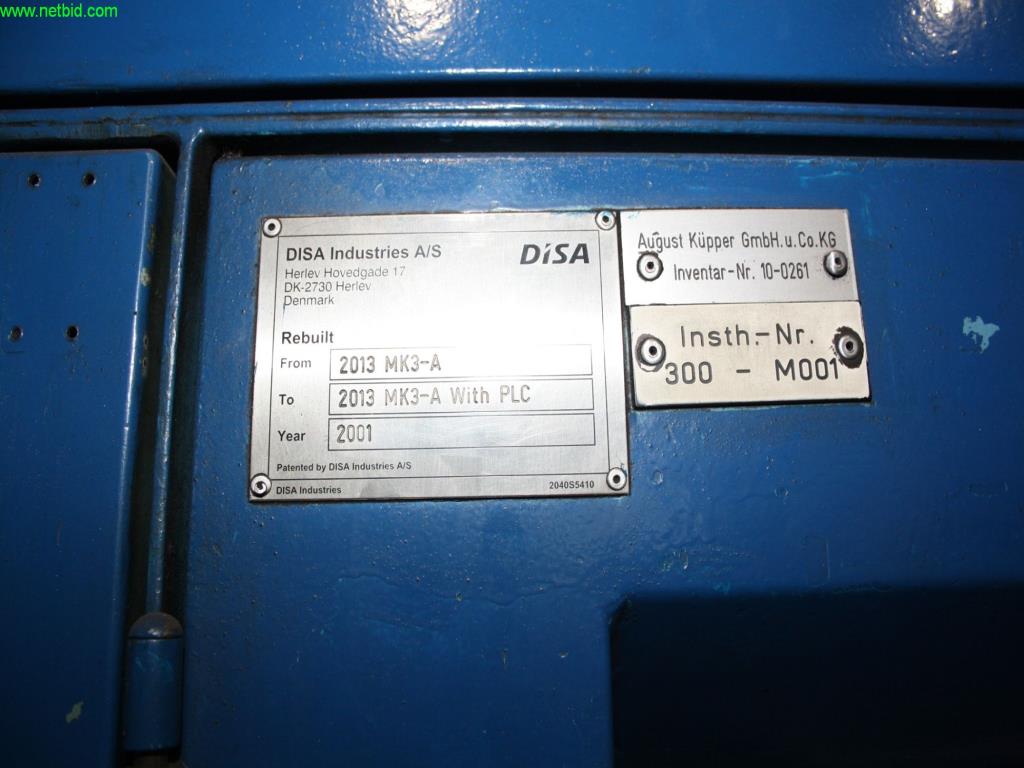 www.netbid.com
DISA Industries A/S
DISA
Herlev Hovedgade 17
DK-2730 Herlev
Denmark
Rebuilt
From 2013 MK3-A
To 2013 MK3-A With PLC
Year 2001
Patented by DISA Industries A/S
DISA Industries 2040S5410
August Küpper GmbH.u.Co.KG
Inventar-Nr. 10-0261
Insth.-Nr.
300 - M001